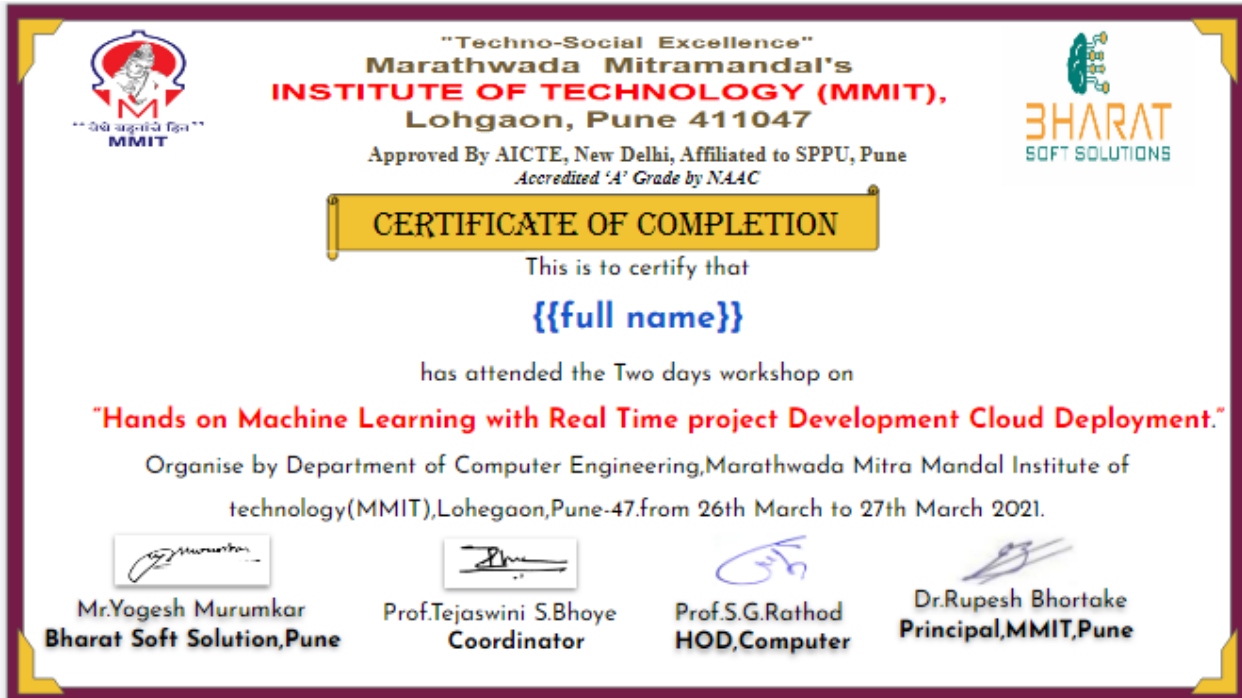 "Techno-Social Excellence"
Marathwada Mitramandal's
INSTITUTE OF TECHNOLOGY (MMIT),
Lohgaon, Pune 411047
Approved By AICTE, New Delhi, Affiliated to SPPU, Pune
Accredited ‘A’ Grade by NAAC
"येथे बहुतांचे हित"
MMIT
BHARAT
SOFT SOLUTIONS
CERTIFICATE OF COMPLETION
This is to certify that
{{full name}}
has attended the Two days workshop on
“Hands on Machine Learning with Real Time project Development Cloud Deployment.”
Organise by Department of Computer Engineering,Marathwada Mitra Mandal Institute of
technology(MMIT),Lohegaon,Pune-47.from 26th March to 27th March 2021.
Mr.Yogesh Murumkar
Bharat Soft Solution,Pune
Prof.Tejaswini S.Bhoye
Coordinator
Prof.S.G.Rathod
HOD,Computer
Dr.Rupesh Bhortake
Principal,MMIT,Pune